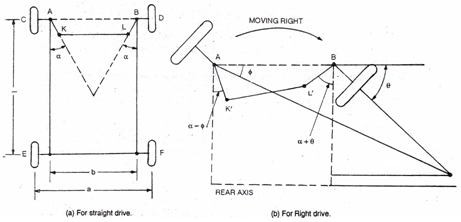 A B
C D
K L
α α
l
E F
b
a
(a) For straight drive.
MOVING RIGHT
A B
ϕ θ
K' L'
α - ϕ α + θ
REAR AXIS
(b) For Right drive.